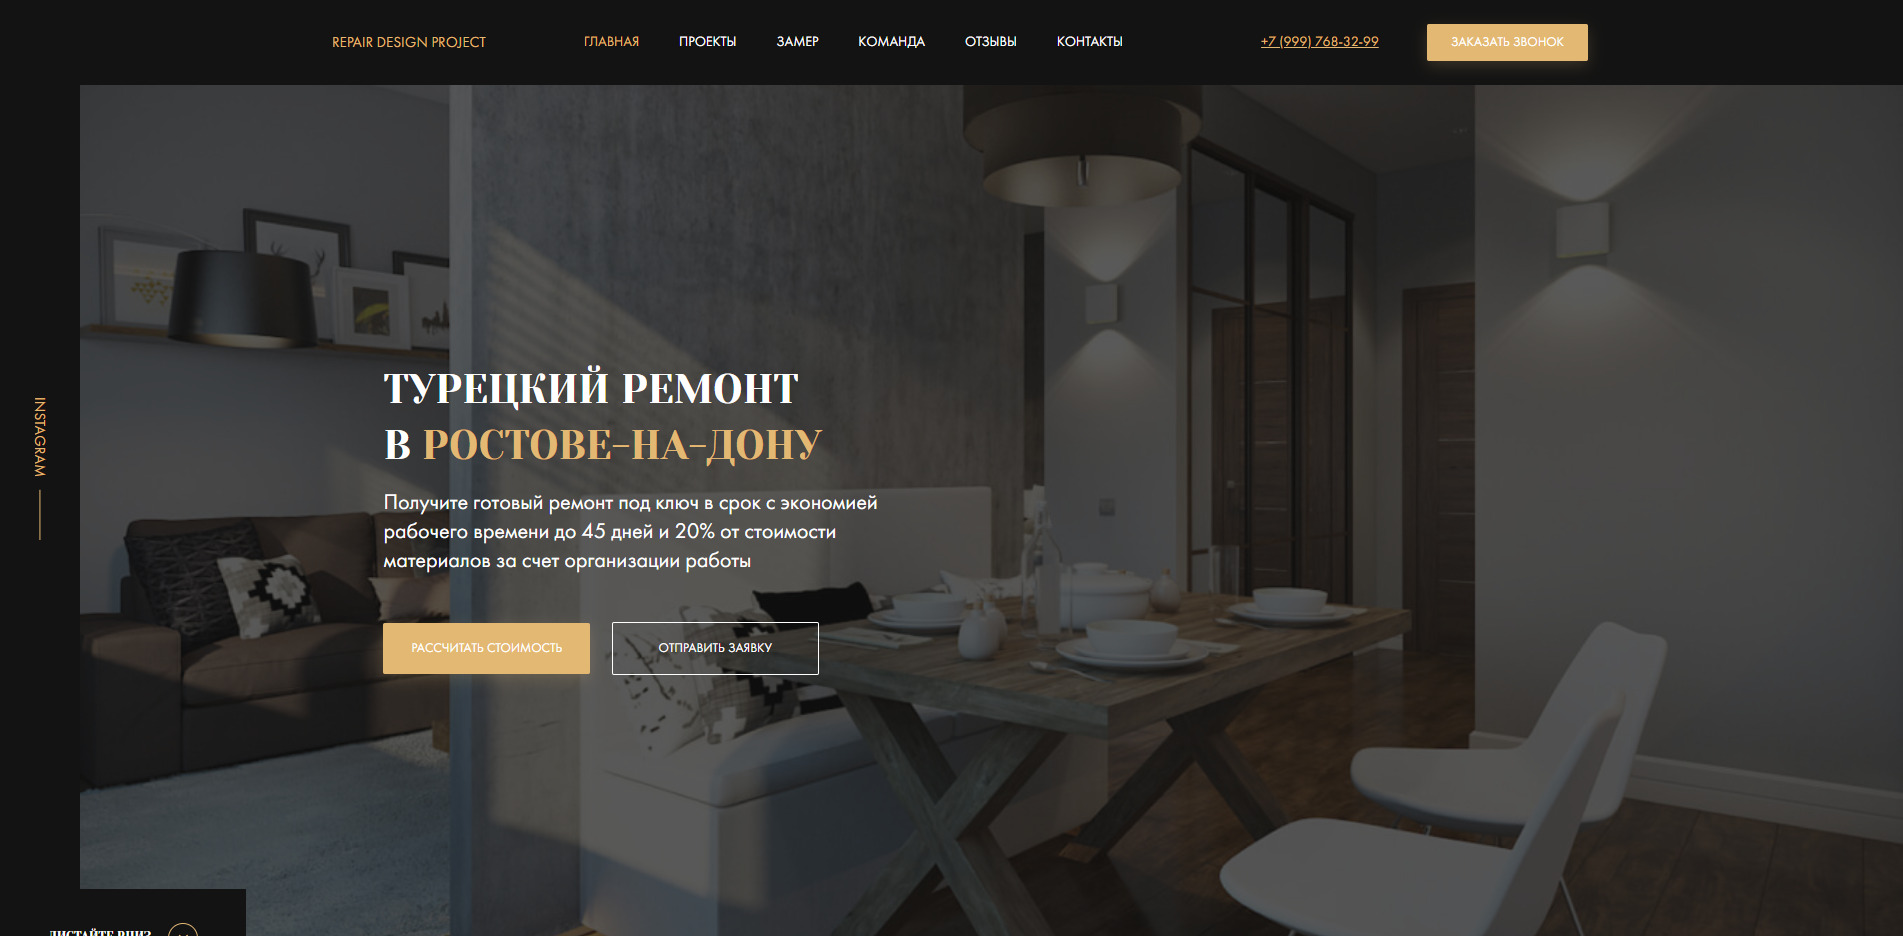 REPAIR DESIGN PROJECT
ГЛАВНАЯ
ПРОЕКТЫ
ЗАМЕР
КОМАНДА
ОТЗЫВЫ
КОНТАКТЫ
+7 (999) 768-32-99
ЗАКАЗАТЬ ЗВОНОК
INSTAGRAM
ТУРЕЦКИЙ РЕМОНТ
В РОСТОВЕ-НА-ДОНУ
Получите готовый ремонт под ключ в срок с экономией
рабочего времени до 45 дней и 20% от стоимости
материалов за счет организации работы
РАССЧИТАТЬ СТОИМОСТЬ
ОТПРАВИТЬ ЗАЯВКУ
ЛИСТАЙТЕ ВНИЗ